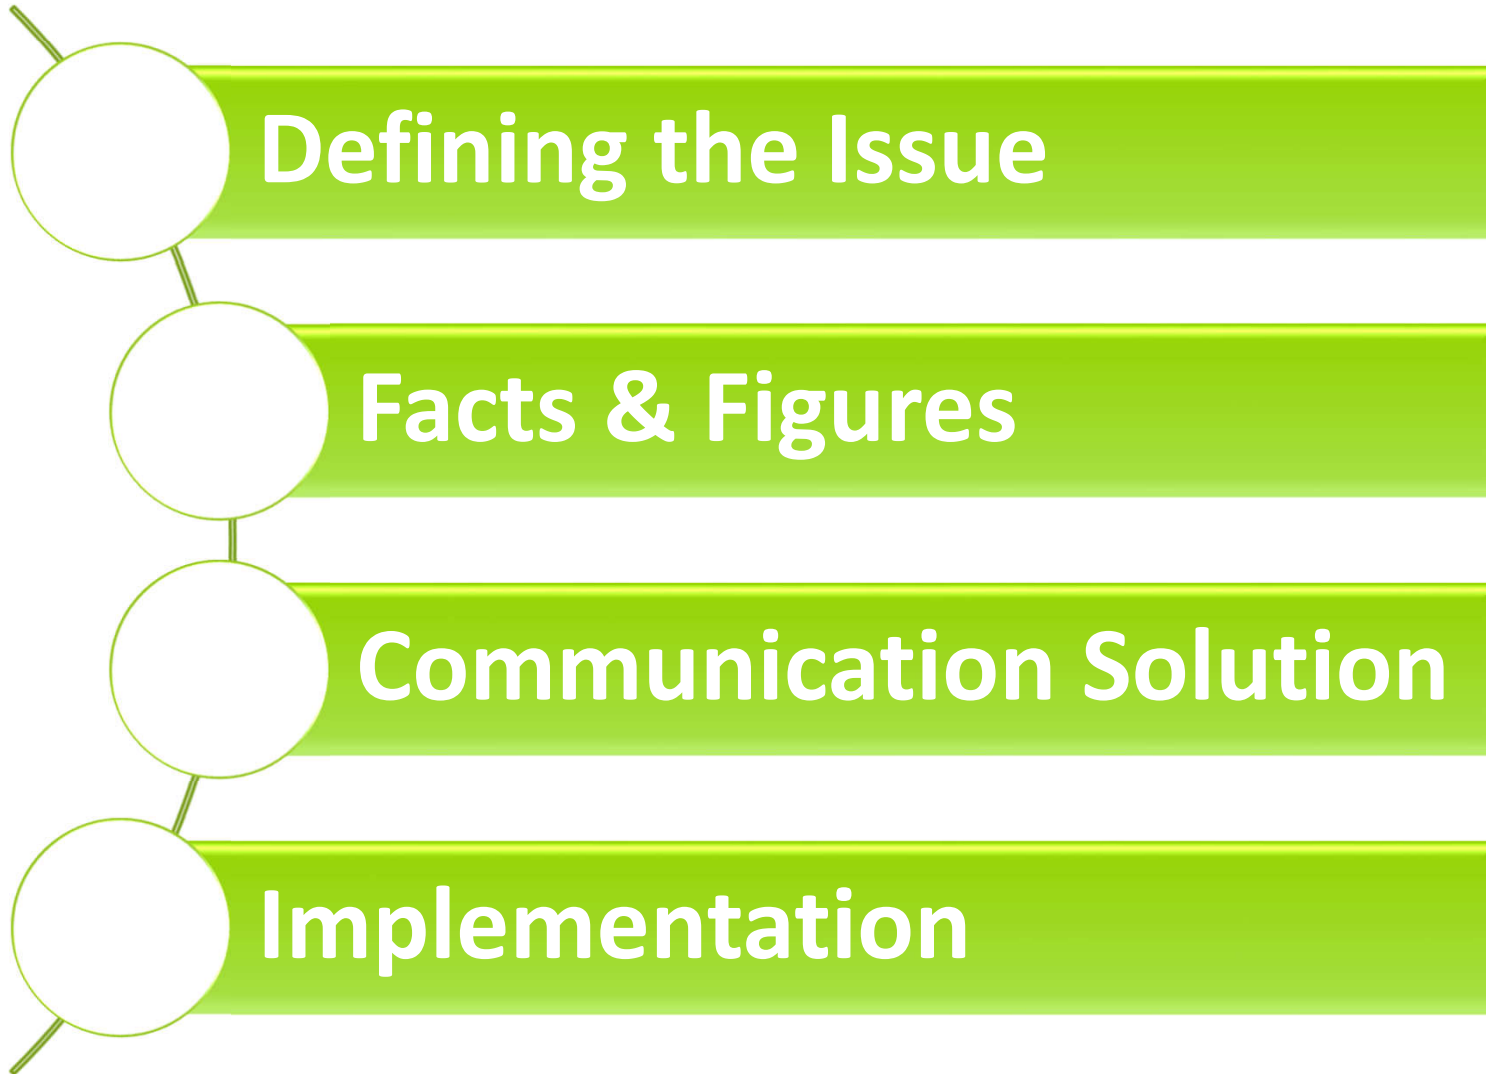 Defining the Issue
Facts & Figures
Communication Solution
Implementation